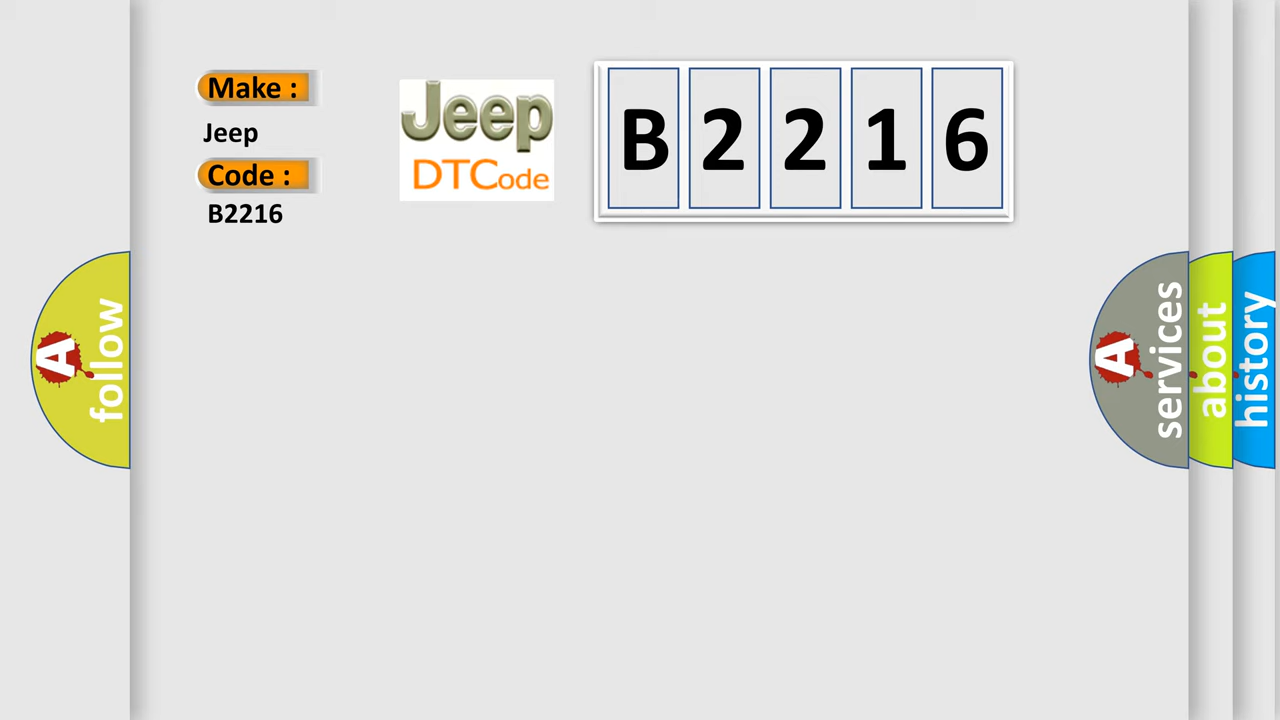 Make :
Jeep
Code :
B2216
Jeep
DTCode
B 2 2 1 6
A follow
A services
about
history